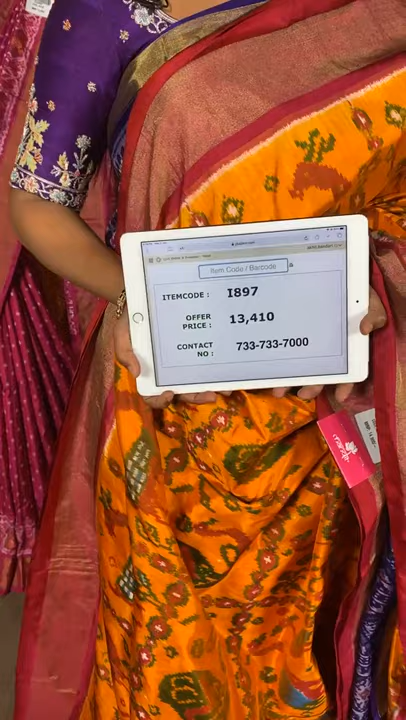 Item Code / Barcode
ITEMCODE : I897
OFFER PRICE : 13,410
CONTACT NO : 733-733-7000